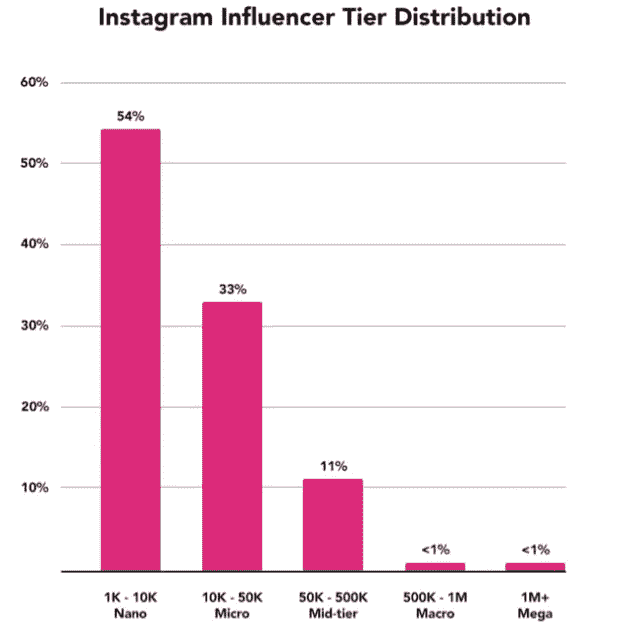 Instagram Influencer Tier Distribution
60%
54%
50%
40%
33%
30%
20%
11%
10%
<1%
<1%
1K - 10K
Nano
10K - 50K
Micro
50K - 500K
Mid-tier
500K - 1M
Macro
1M+
Mega